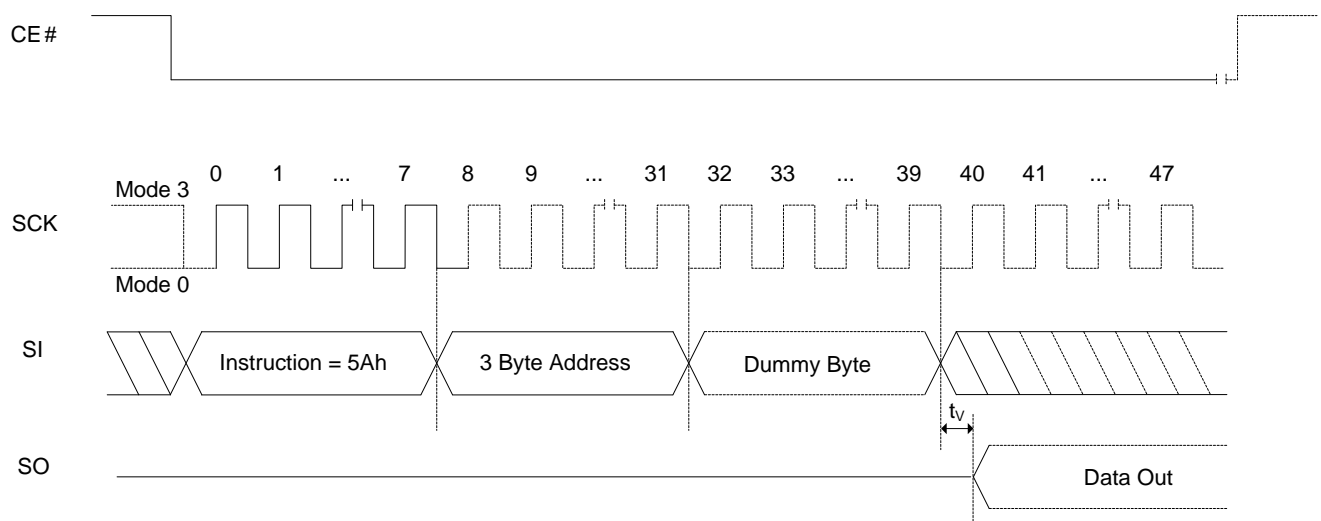 CE#
0 1 ... 7 8 9 ... 31 32 33 ... 39 40 41 ... 47
Mode 3
SCK
Mode 0
SI
Instruction = 5Ah
3 Byte Address
Dummy Byte
tV
SO
Data Out